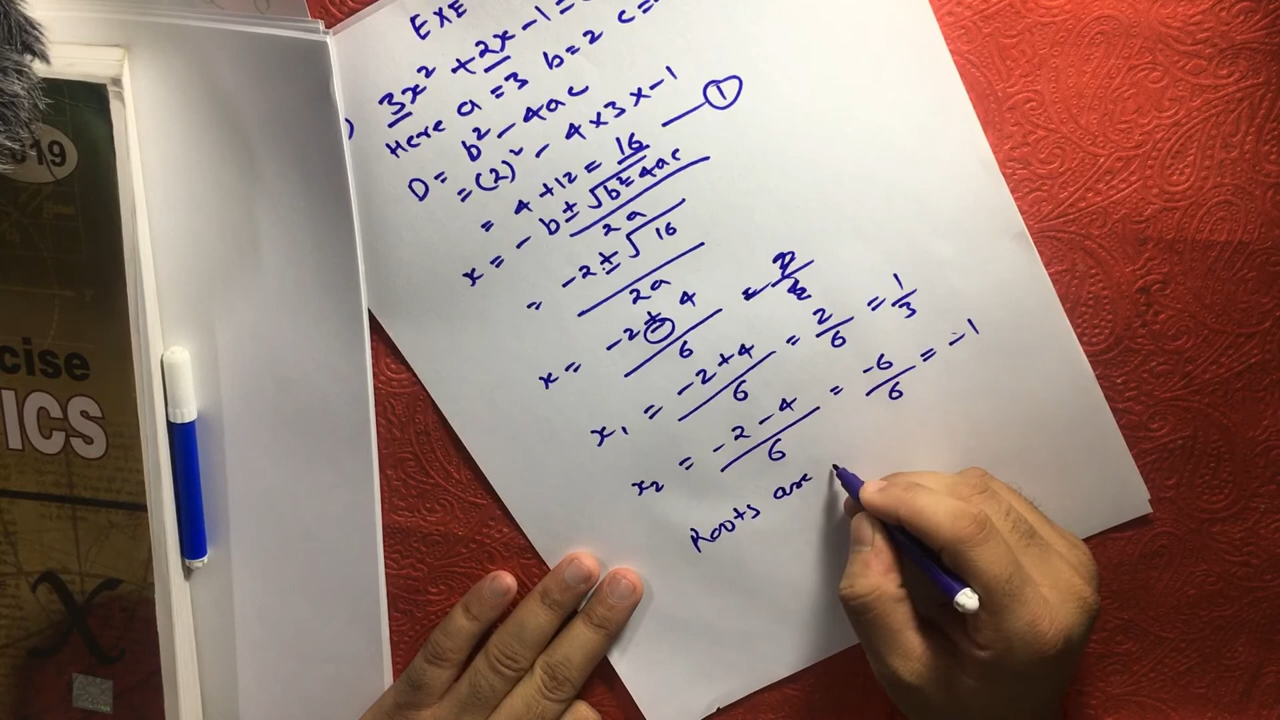 EXE
) 3x² + 2x - 1 =
Here a = 3 b = 2 c =
D = b² - 4ac
= (2)² - 4 × 3 × -1
= 4 + 12 = 16 — ①
x = - b ± √b² - 4ac / 2a
= -2 ± √16 / 2a
x = -2 ± 4 / 6
x₁ = -2 + 4 / 6 = 2/6 = 1/3
x₂ = -2 - 4 / 6 = -6/6 = -1
Roots are
019
cise
ICS
X